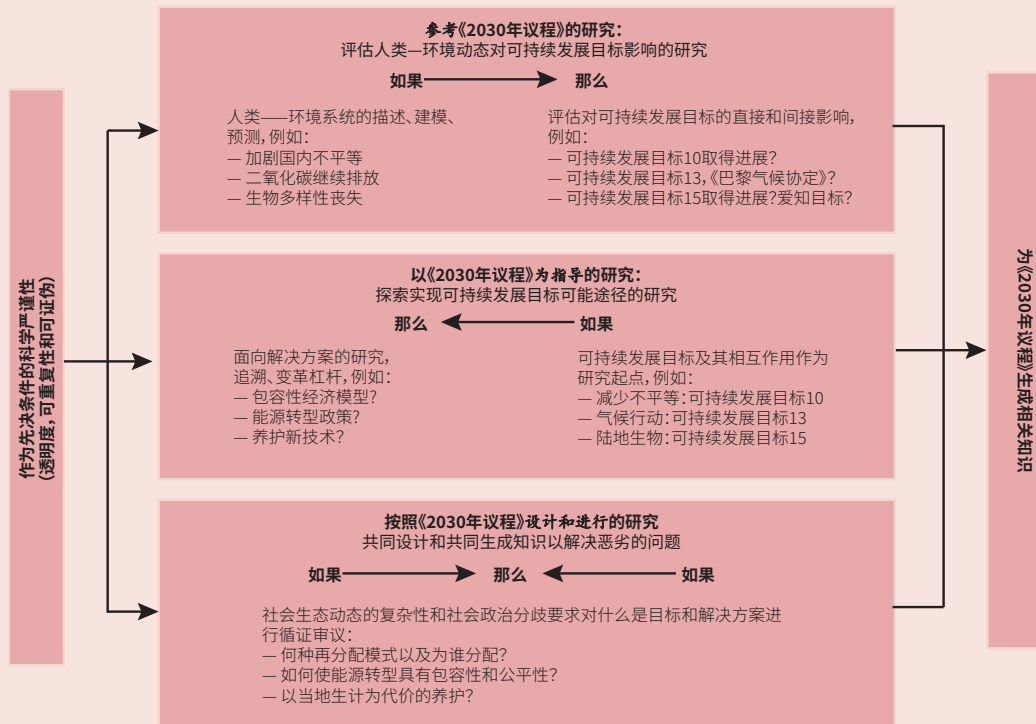 作为先决条件的科学严谨性
(透明度,可重复性和可证伪)
参考《2030年议程》的研究:
评估人类—环境动态对可持续发展目标影响的研究
如果
那么
人类——环境系统的描述、建模、
预测,例如:
— 加剧国内不平等
— 二氧化碳继续排放
— 生物多样性丧失
评估对可持续发展目标的直接和间接影响,
例如:
— 可持续发展目标10取得进展?
— 可持续发展目标13,《巴黎气候协定》?
— 可持续发展目标15取得进展?爱知目标?
以《2030年议程》为指导的研究:
探索实现可持续发展目标可能途径的研究
那么
如果
面向解决方案的研究,
追溯、变革杠杆,例如:
— 包容性经济模型?
— 能源转型政策?
— 养护新技术?
可持续发展目标及其相互作用作为
研究起点,例如:
— 减少不平等:可持续发展目标10
— 气候行动:可持续发展目标13
— 陆地生物:可持续发展目标15
按照《2030年议程》设计和进行的研究
共同设计和共同生成知识以解决恶劣的问题
如果
那么
如果
社会生态动态的复杂性和社会政治分歧要求对什么是目标和解决方案进
行循证审议:
— 何种再分配模式以及为谁分配?
— 如何使能源转型具有包容性和公平性?
— 以当地生计为代价的养护?
为《2030年议程》生成相关知识